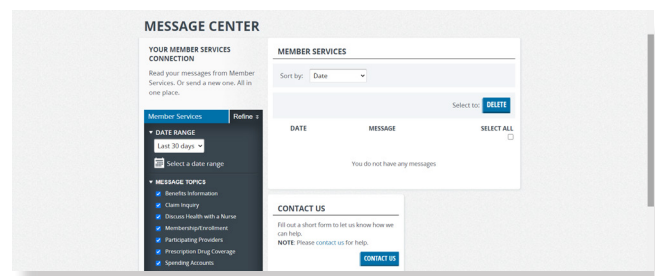 MESSAGE CENTER
YOUR MEMBER SERVICES
CONNECTION
Read your messages from Member
Services. Or send a new one. All in
one place.
Member Services Refine
DATE RANGE
Last 30 days
Select a date range
MESSAGE TOPICS
Benefits Information
Claim Inquiry
Discuss Health with a Nurse
Membership/Enrollment
Participating Providers
Prescription Drug Coverage
Spending Accounts
MEMBER SERVICES
Sort by: Date
Select to: DELETE
DATE MESSAGE SELECT ALL
You do not have any messages
CONTACT US
Fill out a short form to let us know how we
can help.
NOTE: Please contact us for help.
CONTACT US